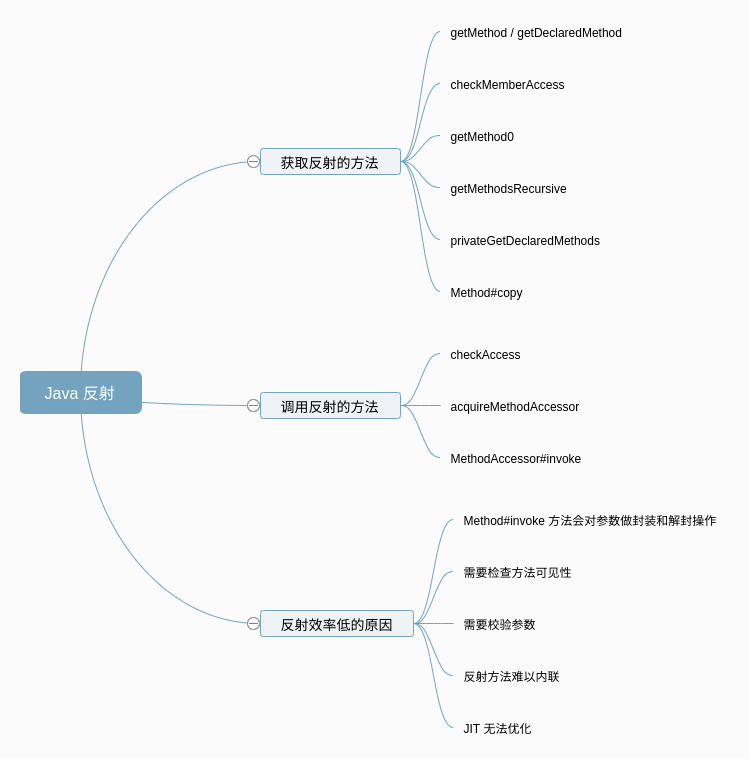 Java 反射
获取反射的方法
getMethod / getDeclaredMethod
checkMemberAccess
getMethod0
getMethodsRecursive
privateGetDeclaredMethods
Method#copy
调用反射的方法
checkAccess
acquireMethodAccessor
MethodAccessor#invoke
反射效率低的原因
Method#invoke 方法会对参数做封装和解封操作
需要检查方法可见性
需要校验参数
反射方法难以内联
JIT 无法优化